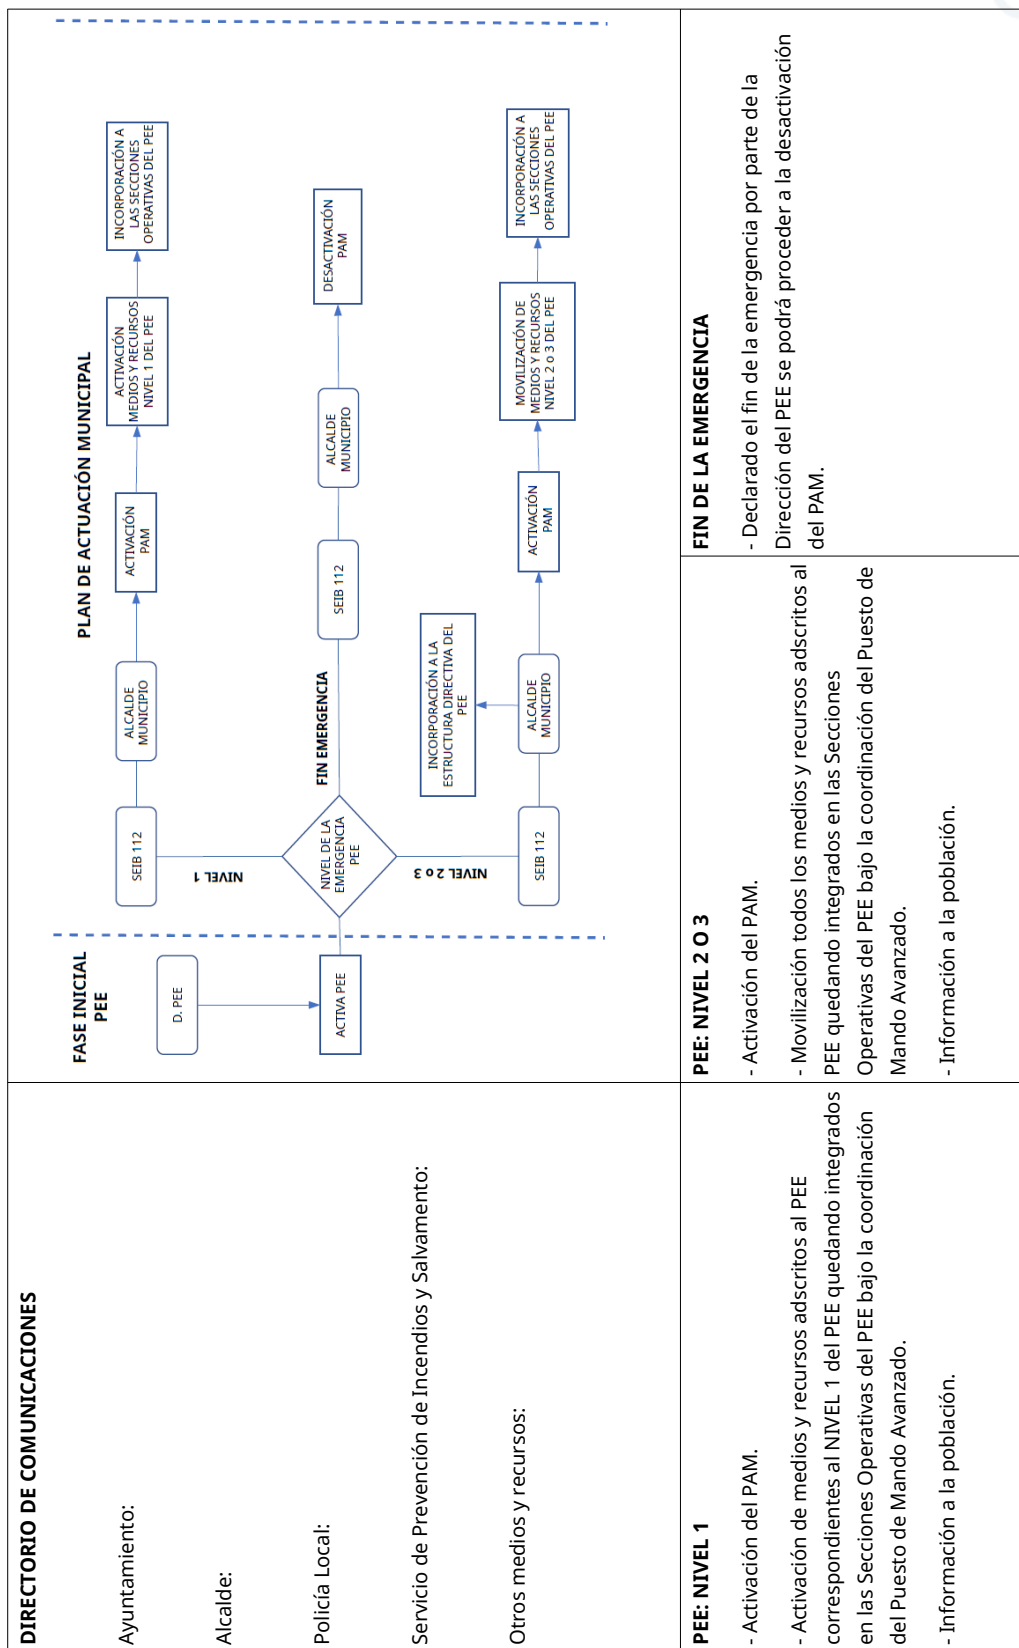 DIRECTORIO DE COMUNICACIONES
Ayuntamiento:
Alcalde:
Policía Local:
Servicio de Prevención de Incendios y Salvamento:
Otros medios y recursos:
FASE INICIAL
PEE
PLAN DE ACTUACIÓN MUNICIPAL
D. PEE
ACTIVA PEE
NIVEL DE LA
EMERGENCIA
PEE
NIVEL 1
SEIB 112
ALCALDE
MUNICIPIO
ACTIVACIÓN
PAM
ACTIVACIÓN
MEDIOS Y RECURSOS
NIVEL 1 DEL PEE
INCORPORACIÓN A
LAS SECCIONES
OPERATIVAS DEL PEE
FIN EMERGENCIA
SEIB 112
ALCALDE
MUNICIPIO
DESACTIVACIÓN
PAM
NIVEL 2 o 3
SEIB 112
ALCALDE
MUNICIPIO
INCORPORACIÓN A LA
ESTRUCTURA DIRECTIVA DEL
PEE
ACTIVACIÓN
PAM
MOVILIZACIÓN DE
MEDIOS Y RECURSOS
NIVEL 2 o 3 DEL PEE
INCORPORACIÓN A
LAS SECCIONES
OPERATIVAS DEL PEE
PEE: NIVEL 1
- Activación del PAM.
- Activación de medios y recursos adscritos al PEE
correspondientes al NIVEL 1 del PEE quedando integrados
en las Secciones Operativas del PEE bajo la coordinación
del Puesto de Mando Avanzado.
- Información a la población.
PEE: NIVEL 2 O 3
- Activación del PAM.
- Movilización todos los medios y recursos adscritos al
PEE quedando integrados en las Secciones
Operativas del PEE bajo la coordinación del Puesto de
Mando Avanzado.
- Información a la población.
FIN DE LA EMERGENCIA
- Declarado el fin de la emergencia por parte de la
Dirección del PEE se podrá proceder a la desactivación
del PAM.